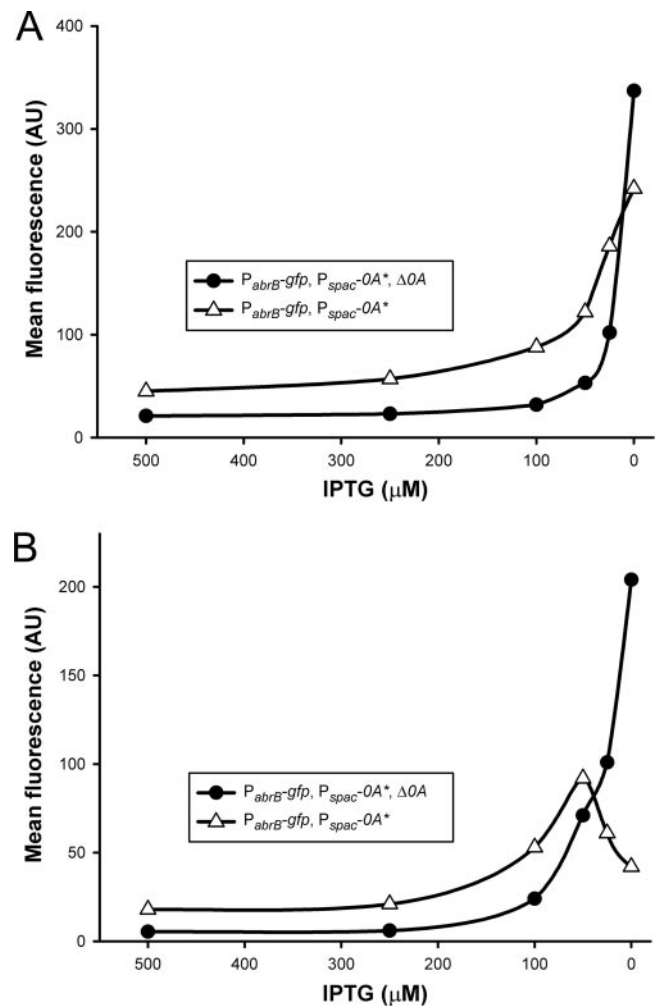 A
400
300
200
100
0
Mean fluorescence (AU)
PabrB-gfp, Pspac-0A*, Δ0A
PabrB-gfp, Pspac-0A*
500 400 300 200 100 0
IPTG (μM)
B
200
150
100
50
0
Mean fluorescence (AU)
PabrB-gfp, Pspac-0A*, Δ0A
PabrB-gfp, Pspac-0A*
500 400 300 200 100 0
IPTG (μM)